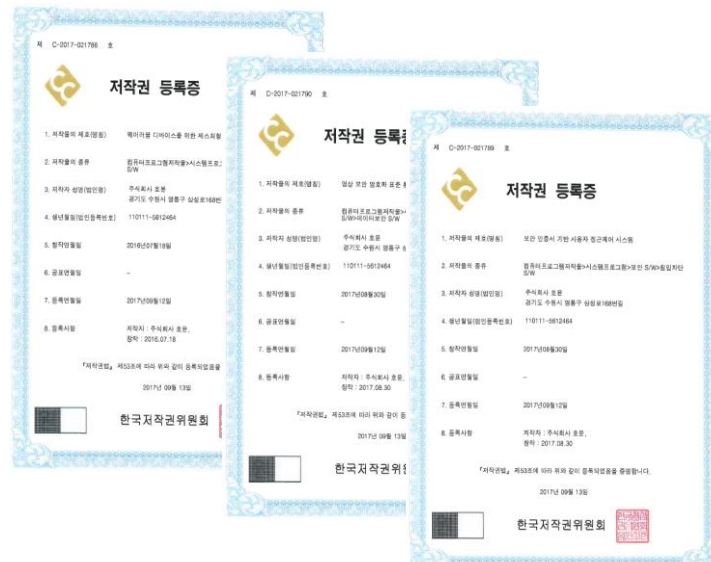 제 C-2017-021786 호
저작권 등록증
1. 저작물의 제호(명칭) 웨어러블 디바이스를 위한 제스처
2. 저작물의 종류 컴퓨터프로그램저작물>시스템프로그
S/W
3. 저작자 성명(법인명) 주식회사 호윤
경기도 수원시 영통구 삼성로168번
4. 생년월일(법인등록번호) 110111-5612464
5. 창작연월일 2016년07월18일
6. 공표연월일 -
7. 등록연월일 2017년09월12일
8. 등록사항 저작자 : 주식회사 호윤,
창작 : 2016.07.18
『저작권법』 제53조에 따라 위와 같이 등록되었음을
2017년 09월 13일
한국저작권위원회
제 C-2017-021790 호
저작권 등록증
1. 저작물의 제호(명칭) 영상 보안 암호화 표준
2. 저작물의 종류 컴퓨터프로그램저작물>
S/W>데이터보안 S/W
3. 저작자 성명(법인명) 주식회사 호윤
경기도 수원시 영통구
4. 생년월일(법인등록번호) 110111-5612464
5. 창작연월일 2017년08월30일
6. 공표연월일 -
7. 등록연월일 2017년09월12일
8. 등록사항 저작자 : 주식회사 호윤,
창작 : 2017.08.30
『저작권법』 제53조에 따라 위와 같이 등
2017년 09월 13일
한국저작권위원
제 C-2017-021789 호
저작권 등록증
1. 저작물의 제호(명칭) 보안 인증서 기반 사용자 접근제어 시스템
2. 저작물의 종류 컴퓨터프로그램저작물>시스템프로그램>보안 S/W>침입차단
S/W
3. 저작자 성명(법인명) 주식회사 호윤
경기도 수원시 영통구 삼성로168번길
4. 생년월일(법인등록번호) 110111-5612464
5. 창작연월일 2017년08월30일
6. 공표연월일 -
7. 등록연월일 2017년09월12일
8. 등록사항 저작자 : 주식회사 호윤,
창작 : 2017.08.30
『저작권법』 제53조에 따라 위와 같이 등록되었음을 증명합니다.
2017년 09월 13일
한국저작권위원회